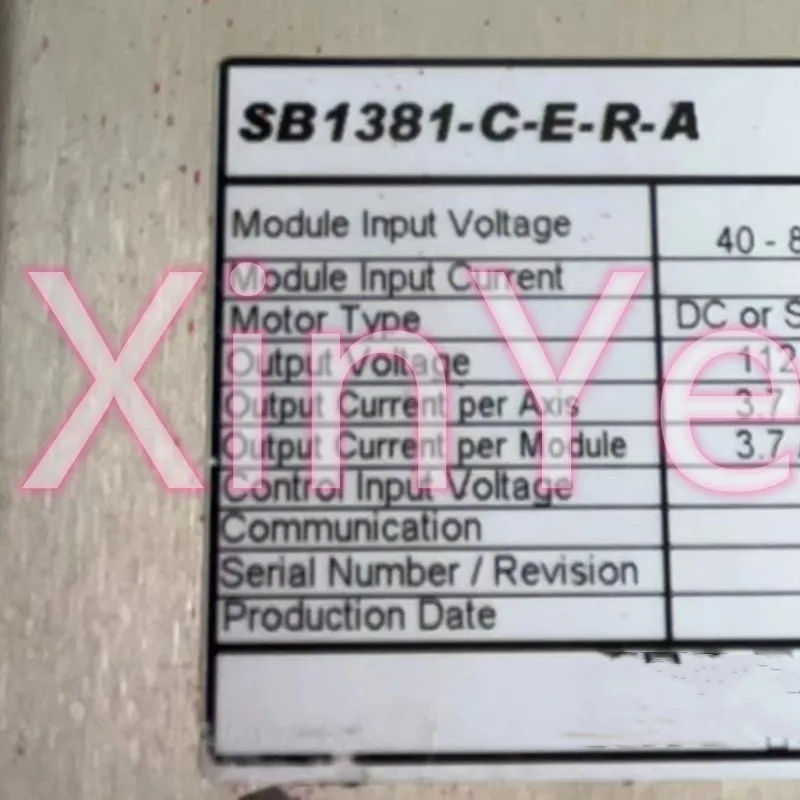 SB1381-C-E-R-A
Module Input Voltage 40 - 8
Module Input Current
Motor Type DC or S
Output Voltage 112
Output Current per Axis 3.7
Output Current per Module 3.7
Control Input Voltage
Communication
Serial Number / Revision
Production Date
XinYe